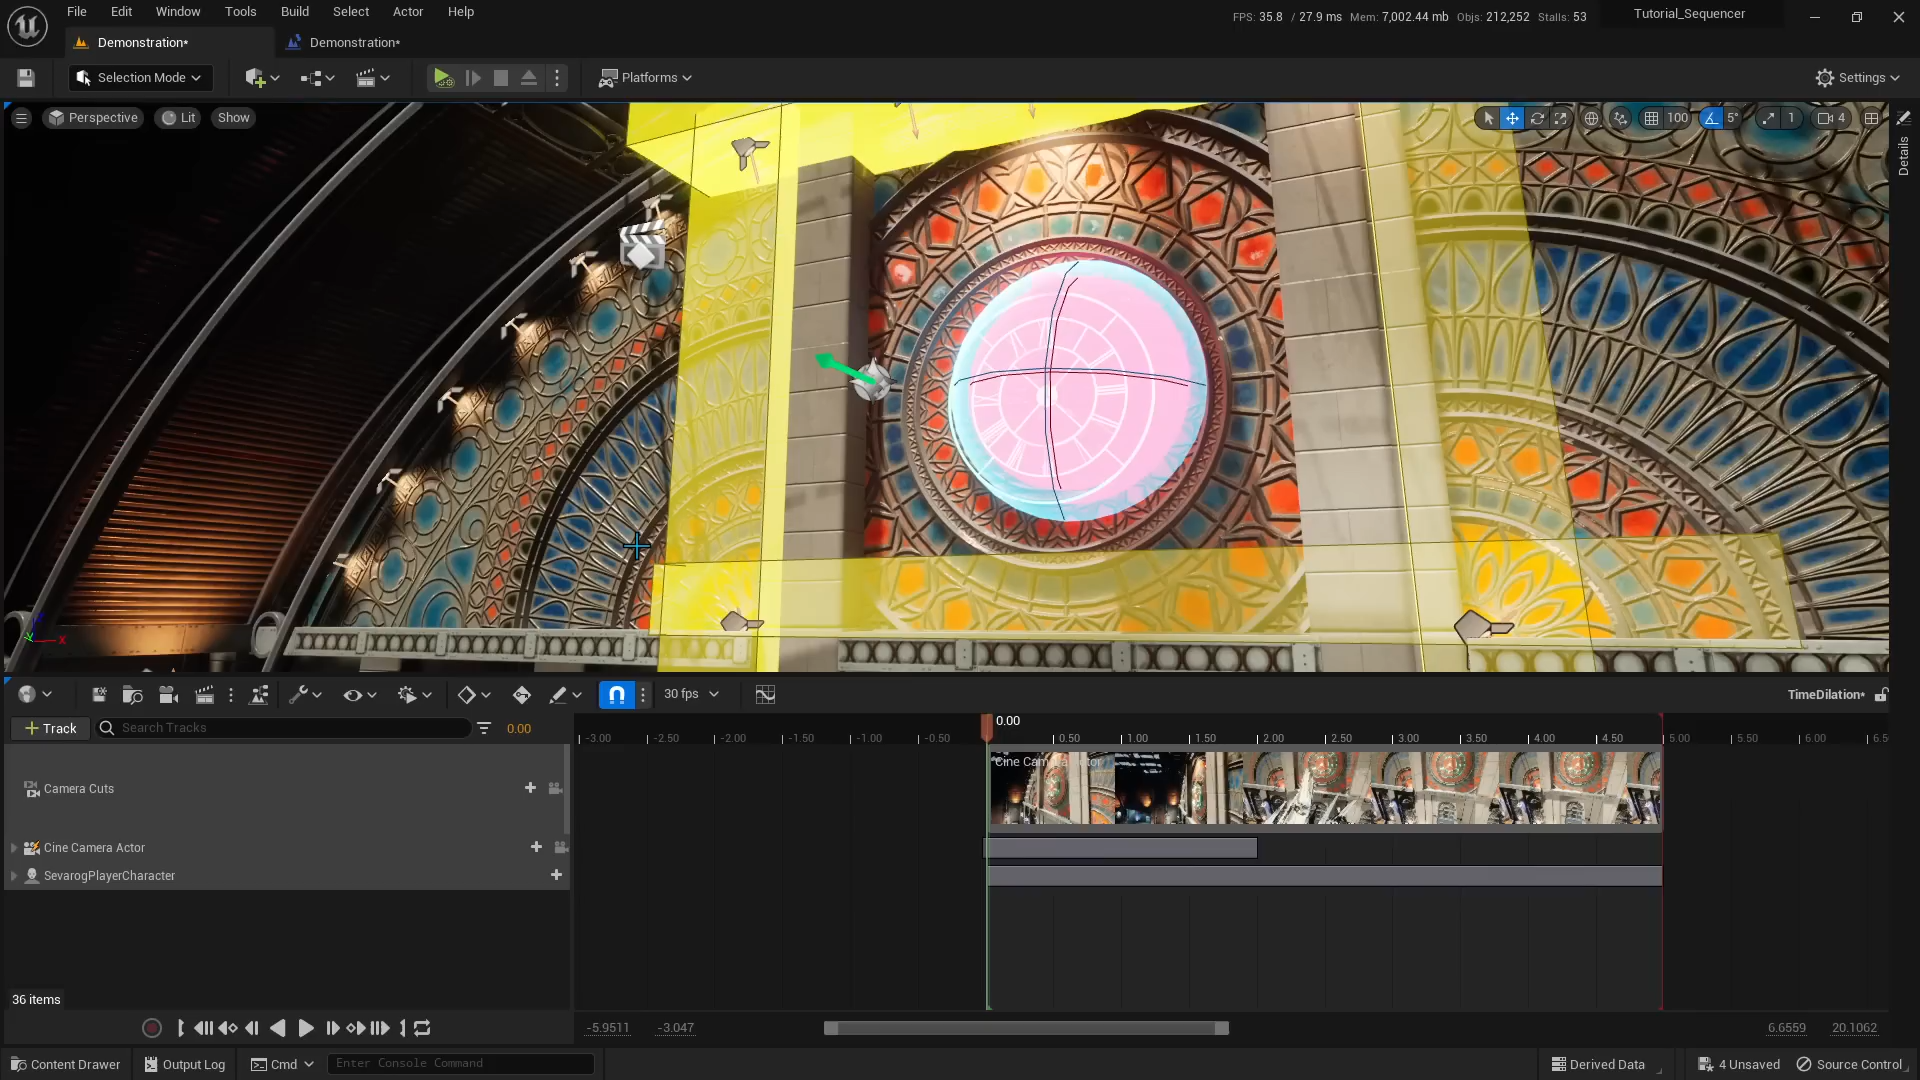 File Edit Window Tools Build Select Actor Help
FPS: 35.8 / 27.9 ms Mem: 7,002.44 mb Objs: 212,252 Stalls: 53
Tutorial_Sequencer
Demonstration*
Demonstration*
Selection Mode
Platforms
Settings
Perspective
Lit
Show
100
5°
1
4
Details
X
Y
30 fps
TimeDilation*
Track
Search Tracks
0.00
0.00
-3.00 -2.50 -2.00 -1.50 -1.00 -0.50 0.50 1.00 1.50 2.00 2.50 3.00 3.50 4.00 4.50 5.00 5.50 6.00 6.5
Cine Camera Actor
Camera Cuts
Cine Camera Actor
SevarogPlayerCharacter
36 items
-5.9511 -3.047
6.6559 20.1062
Content Drawer
Output Log
Cmd
Enter Console Command
Derived Data
4 Unsaved
Source Control